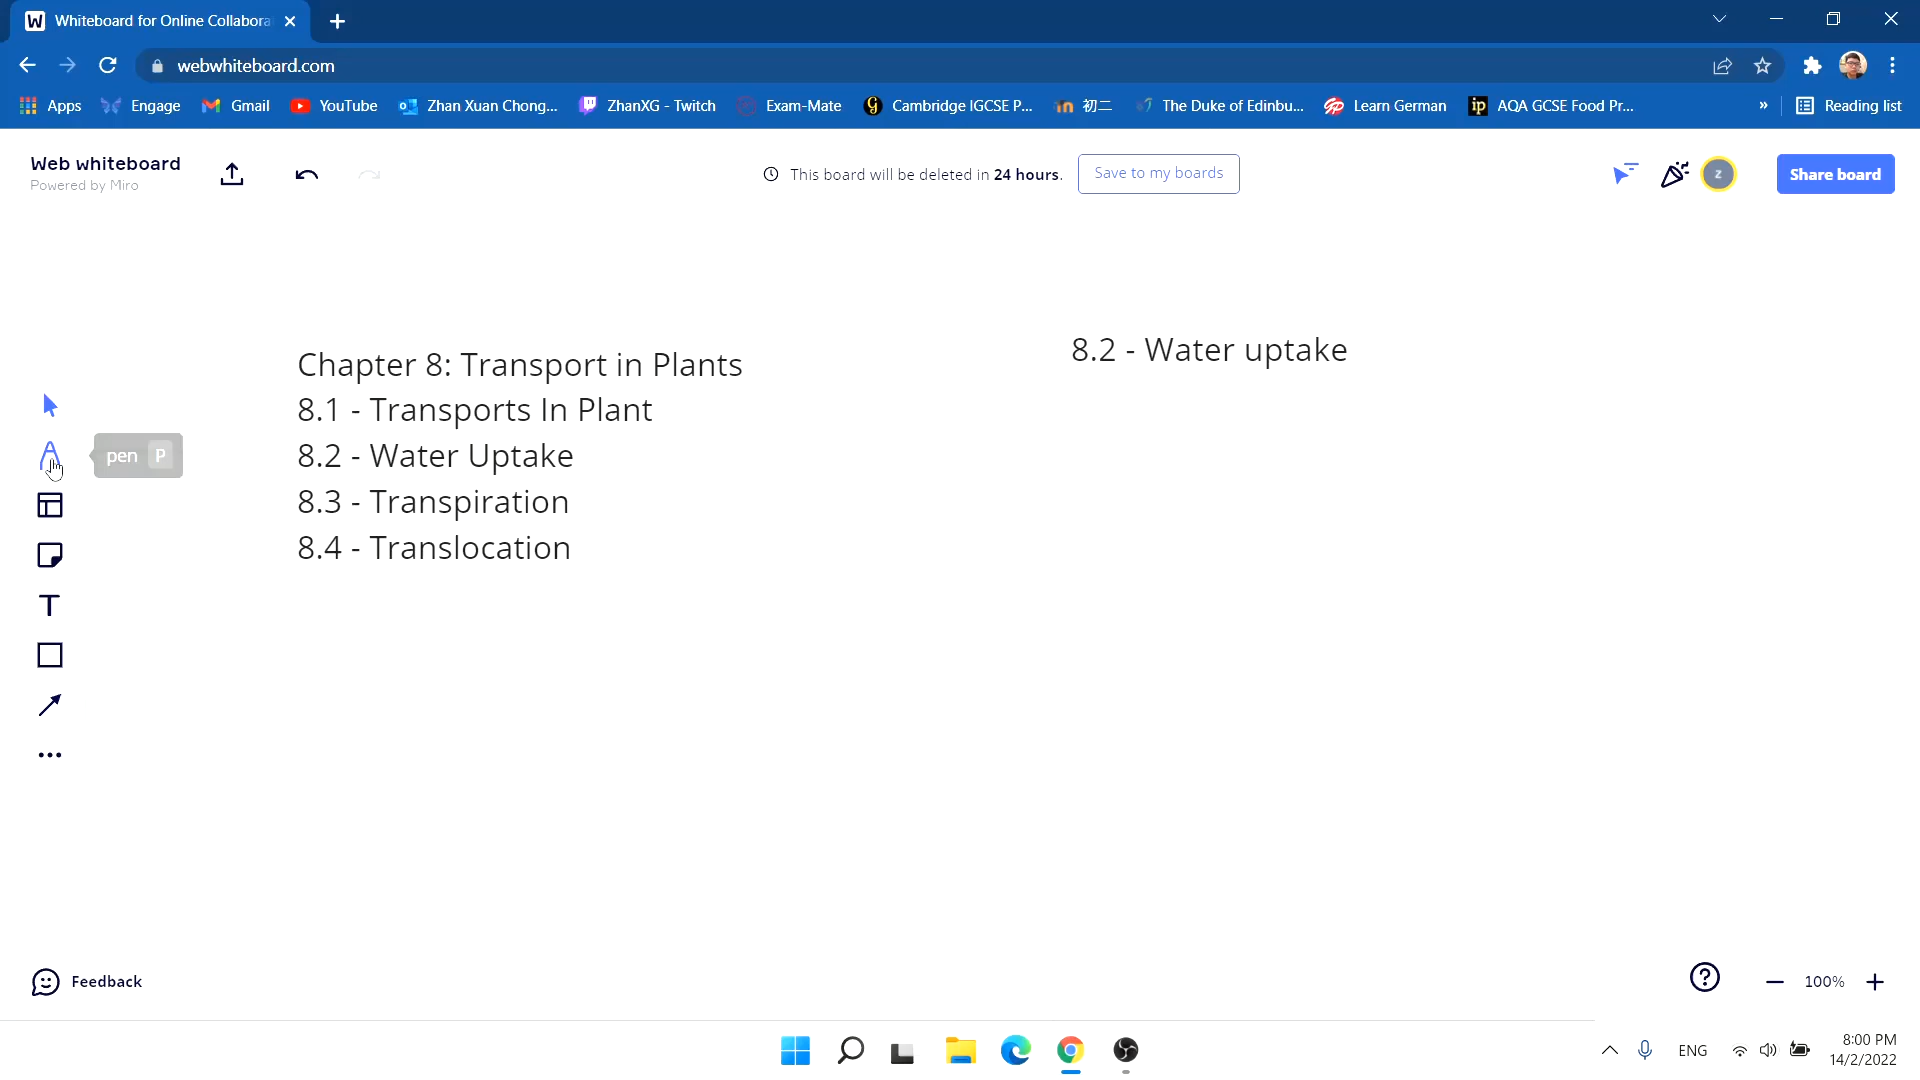 Whiteboard for Online Collabora
webwhiteboard.com
Apps Engage Gmail YouTube Zhan Xuan Chong... ZhanXG - Twitch Exam-Mate Cambridge IGCSE P... 初二 The Duke of Edinbu... Learn German AQA GCSE Food Pr... » Reading list
Web whiteboard
Powered by Miro
This board will be deleted in 24 hours. Save to my boards
Z
Share board
Chapter 8: Transport in Plants
8.1 - Transports In Plant
8.2 - Water Uptake
8.3 - Transpiration
8.4 - Translocation
8.2 - Water uptake
pen P
T
Feedback
100%
ENG
8:00 PM
14/2/2022